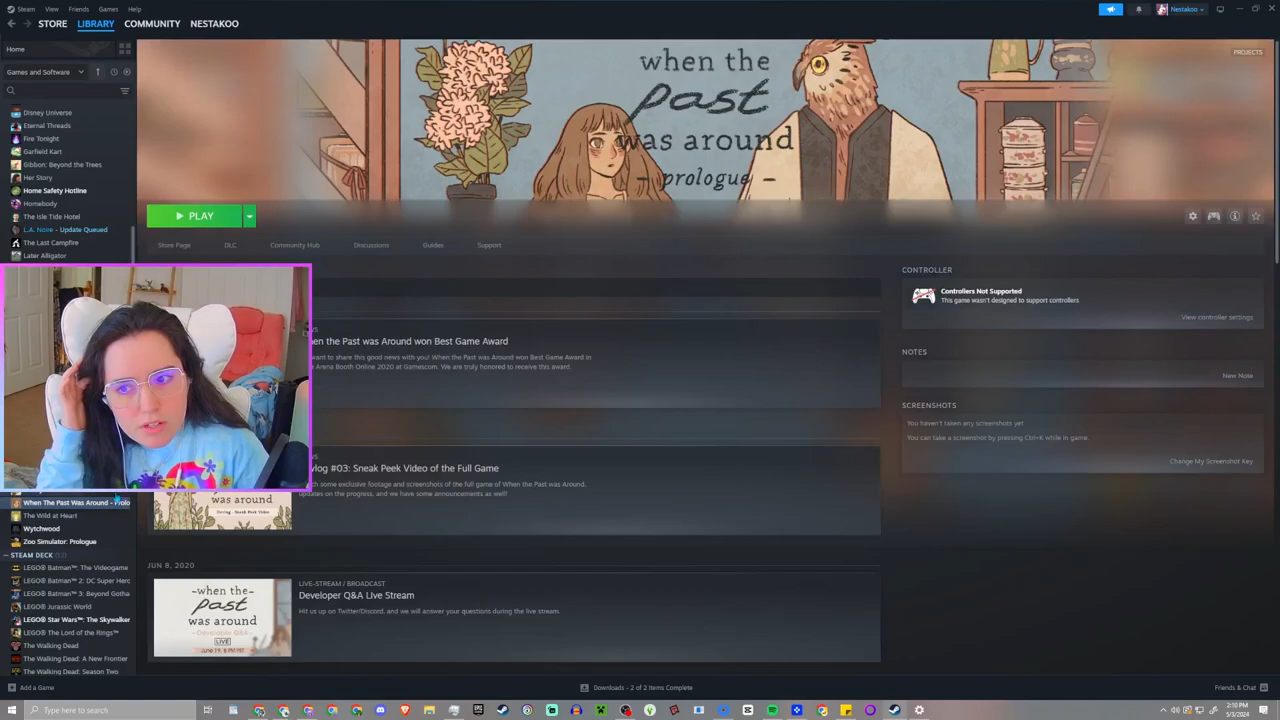 Steam View Friends Games Help
Nestakoo
STORE LIBRARY COMMUNITY NESTAKOO
Home
Games and Software
Disney Universe
Eternal Threads
Fire Tonight
Garfield Kart
Gibbon: Beyond the Trees
Her Story
Home Safety Hotline
Homebody
The Isle Tide Hotel
L.A. Noire - Update Queued
The Last Campfire
Later Alligator
When The Past Was Around - Prolo
The Wild at Heart
Wytchwood
Zoo Simulator: Prologue
STEAM DECK (12)
LEGO® Batman™: The Videogame
LEGO® Batman™ 2: DC Super Hero
LEGO® Batman™ 3: Beyond Gotha
LEGO® Jurassic World
LEGO® Star Wars™: The Skywalker
LEGO® The Lord of the Rings™
The Walking Dead
The Walking Dead: A New Frontier
The Walking Dead: Season Two
Add a Game
when the
past
was around
- prologue -
PROJECTS
PLAY
Store Page DLC Community Hub Discussions Guides Support
en the Past was Around won Best Game Award
want to share this good news with you! When the Past was Around won Best Game Award in
er Arena Booth Online 2020 at Gamescom. We are truly honored to receive this award.
vlog #03: Sneak Peek Video of the Full Game
ch some exclusive footage and screenshots of the full game of When the Past was Around.
updates on the progress, and we have some announcements as well!
was around
JUN 8, 2020
-when the-
past
was around
Developer Q&A
LIVE
LIVE-STREAM / BROADCAST
Developer Q&A Live Stream
Hit us up on Twitter/Discord, and we will answer your questions during the live stream.
CONTROLLER
Controllers Not Supported
This game wasn't designed to support controllers
View controller settings
NOTES
New Note
SCREENSHOTS
You haven't taken any screenshots yet
You can take a screenshot by pressing Ctrl+K while in game.
Change My Screenshot Key
Downloads - 2 of 2 Items Complete
Friends & Chat
Type here to search
2:10 PM
5/3/2024